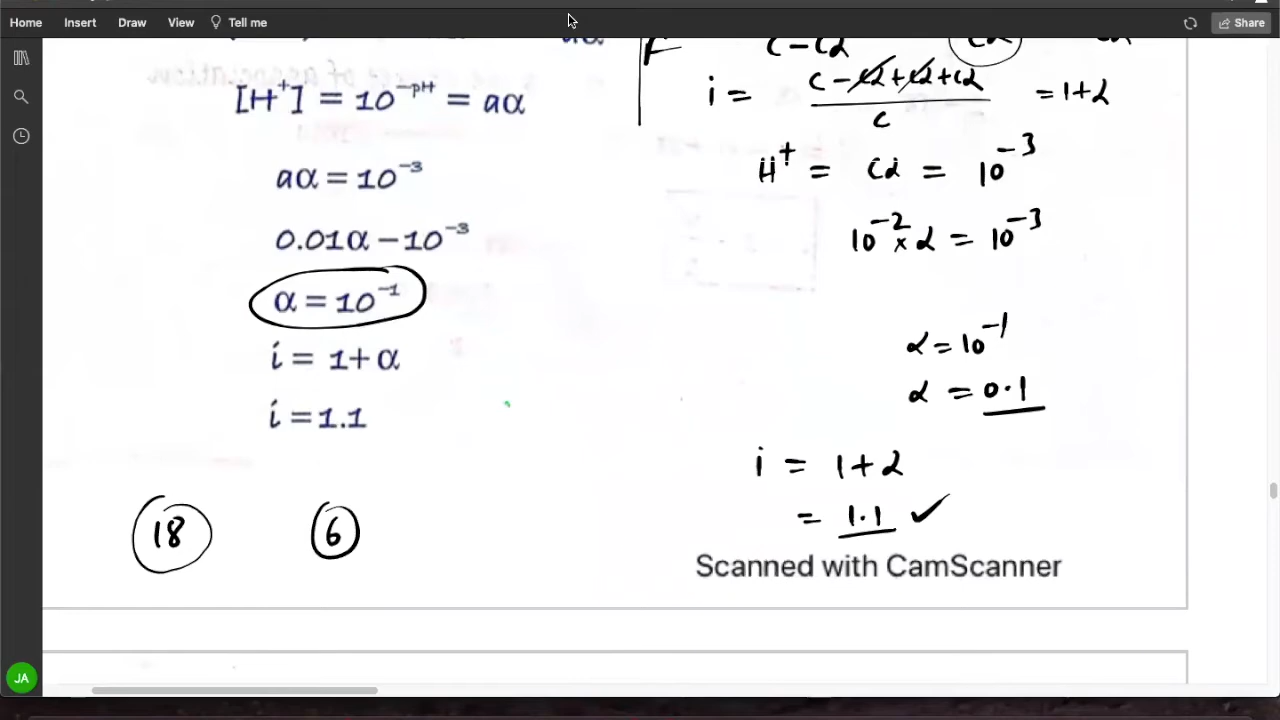 Home Insert Draw View Tell me Share
[H⁺] = 10⁻ᵖᴴ = aα
aα = 10⁻³
0.01α − 10⁻³
α = 10⁻¹
i = 1+α
i = 1.1
18 6
C−Cα
i = C−Cα+Cα+Cα / C = 1+α
H⁺ = Cα = 10⁻³
10⁻² × α = 10⁻³
α = 10⁻¹
α = 0.1
i = 1+α
= 1.1 ✓
Scanned with CamScanner
JA